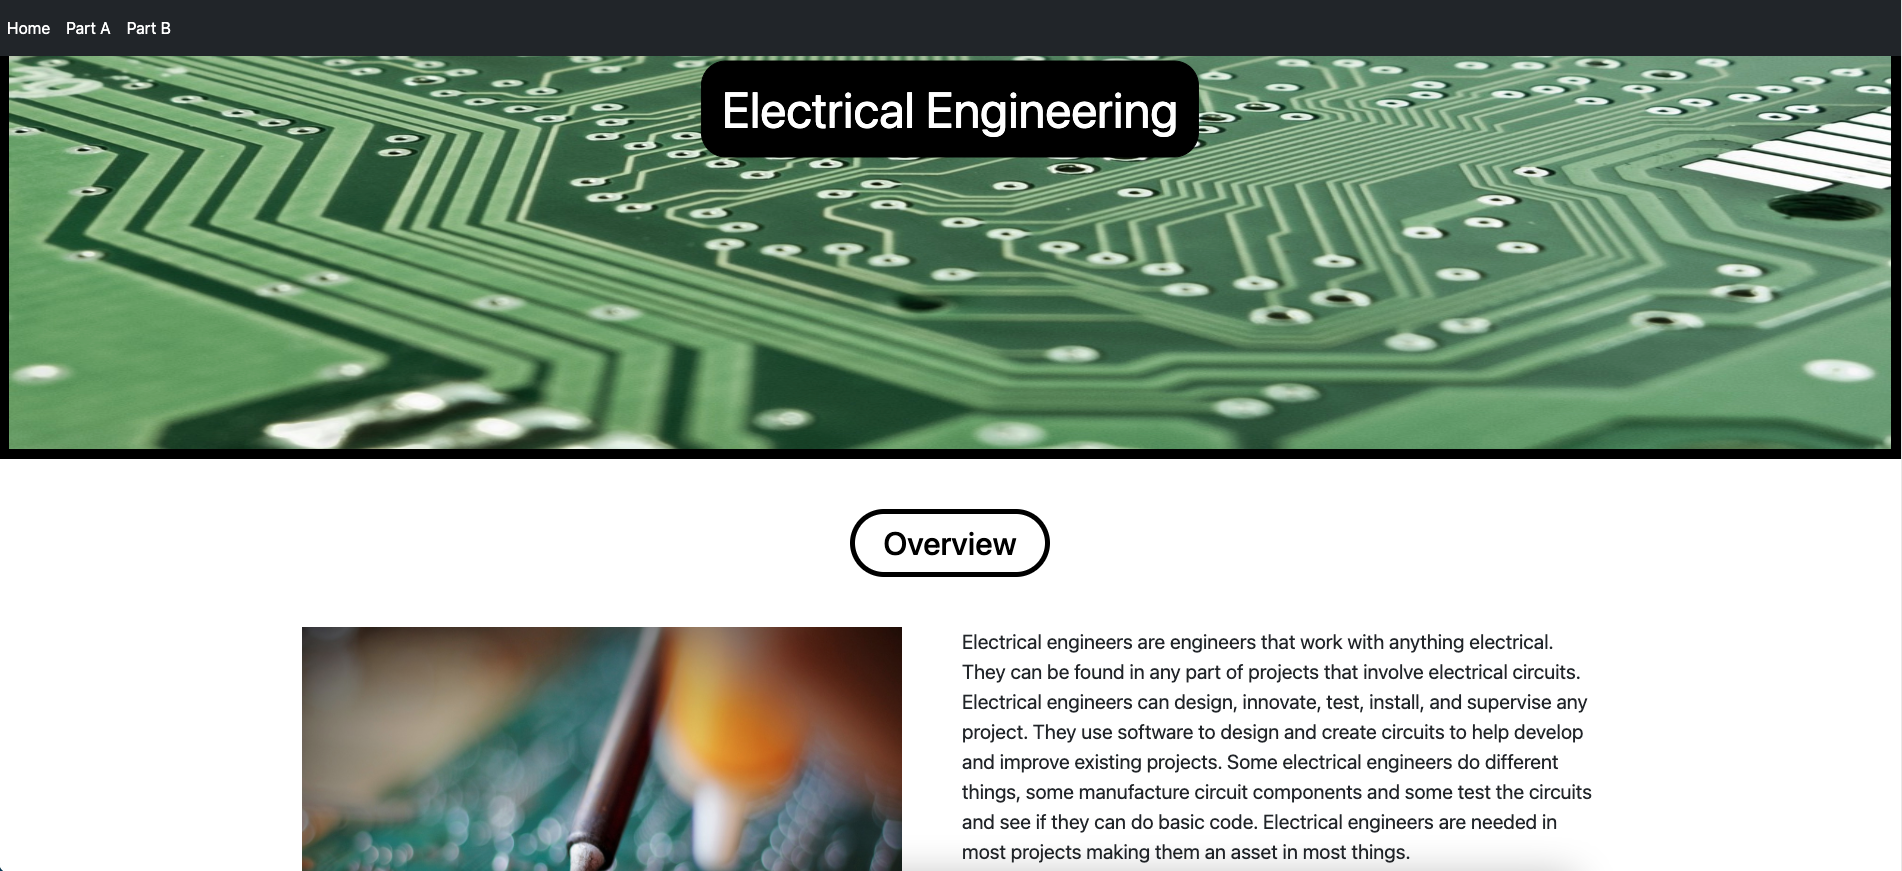 Home Part A Part B
Electrical Engineering
Overview
Electrical engineers are engineers that work with anything electrical.
They can be found in any part of projects that involve electrical circuits.
Electrical engineers can design, innovate, test, install, and supervise any
project. They use software to design and create circuits to help develop
and improve existing projects. Some electrical engineers do different
things, some manufacture circuit components and some test the circuits
and see if they can do basic code. Electrical engineers are needed in
most projects making them an asset in most things.